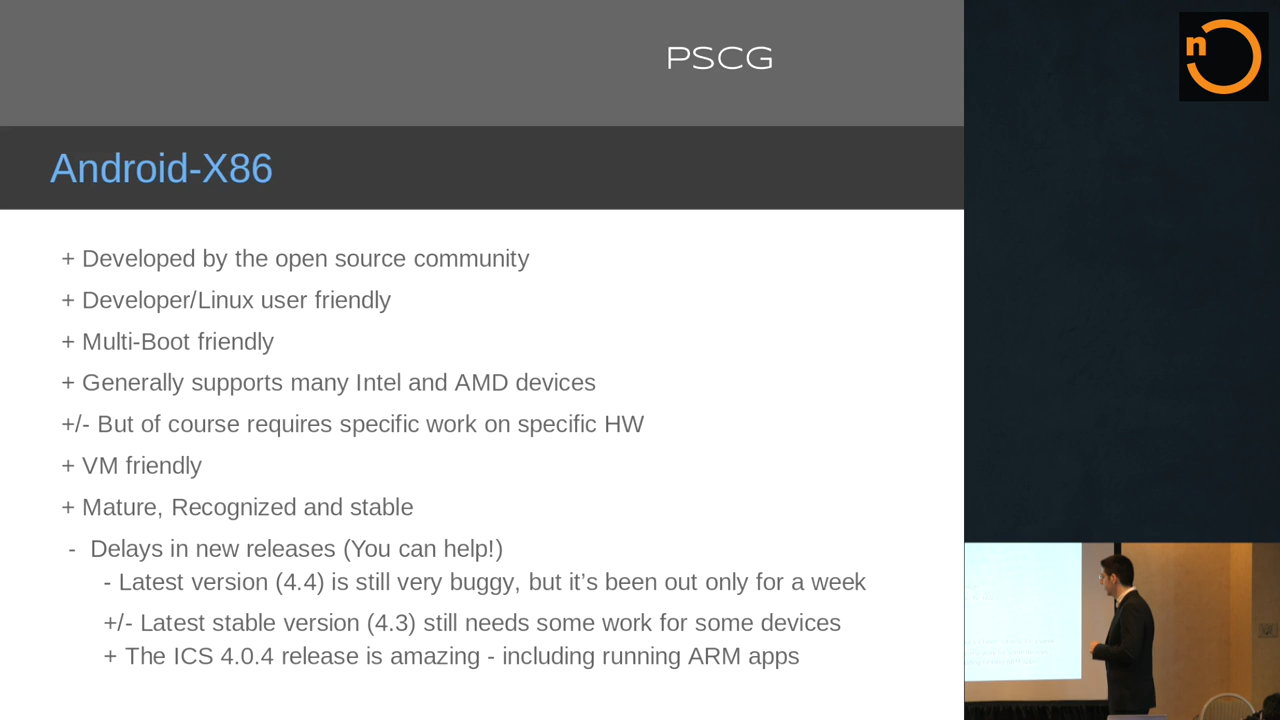 PSCG
n
Android-X86
+ Developed by the open source community
+ Developer/Linux user friendly
+ Multi-Boot friendly
+ Generally supports many Intel and AMD devices
+/- But of course requires specific work on specific HW
+ VM friendly
+ Mature, Recognized and stable
- Delays in new releases (You can help!)
- Latest version (4.4) is still very buggy, but it’s been out only for a week
+/- Latest stable version (4.3) still needs some work for some devices
+ The ICS 4.0.4 release is amazing - including running ARM apps